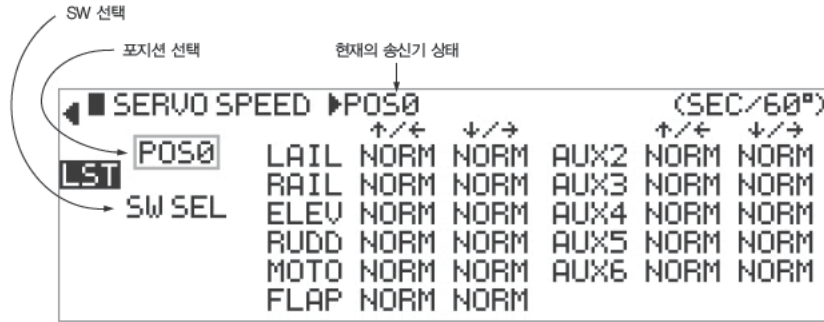 SW 선택
포지션 선택
현재의 송신기 상태
◀ ■ SERVO SPEED ▶POS0 (SEC/60°)
↑/← ↓/→ ↑/← ↓/→
POS0
LST
SW SEL
LAIL NORM NORM AUX2 NORM NORM
RAIL NORM NORM AUX3 NORM NORM
ELEV NORM NORM AUX4 NORM NORM
RUDD NORM NORM AUX5 NORM NORM
MOTO NORM NORM AUX6 NORM NORM
FLAP NORM NORM